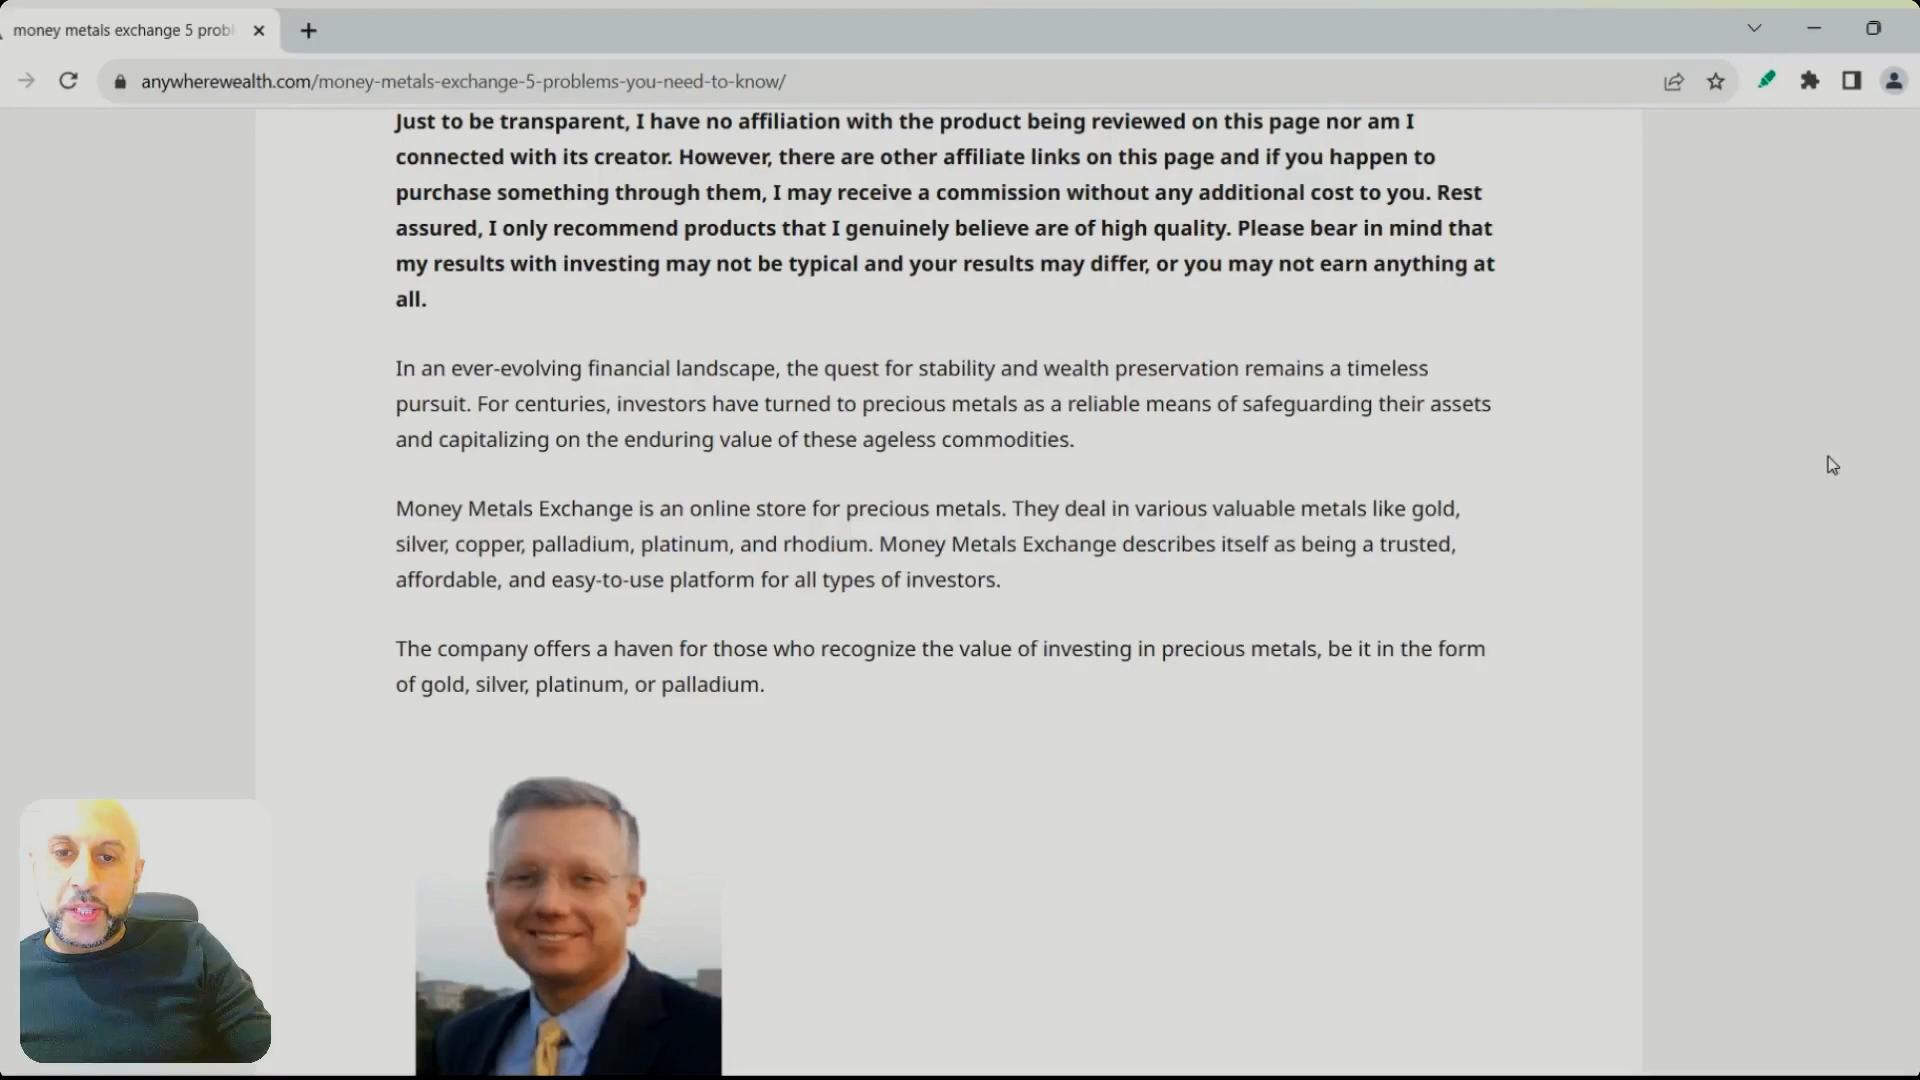 money metals exchange 5 probl
anywherewealth.com/money-metals-exchange-5-problems-you-need-to-know/
Just to be transparent, I have no affiliation with the product being reviewed on this page nor am I
connected with its creator. However, there are other affiliate links on this page and if you happen to
purchase something through them, I may receive a commission without any additional cost to you. Rest
assured, I only recommend products that I genuinely believe are of high quality. Please bear in mind that
my results with investing may not be typical and your results may differ, or you may not earn anything at
all.
In an ever-evolving financial landscape, the quest for stability and wealth preservation remains a timeless
pursuit. For centuries, investors have turned to precious metals as a reliable means of safeguarding their assets
and capitalizing on the enduring value of these ageless commodities.
Money Metals Exchange is an online store for precious metals. They deal in various valuable metals like gold,
silver, copper, palladium, platinum, and rhodium. Money Metals Exchange describes itself as being a trusted,
affordable, and easy-to-use platform for all types of investors.
The company offers a haven for those who recognize the value of investing in precious metals, be it in the form
of gold, silver, platinum, or palladium.